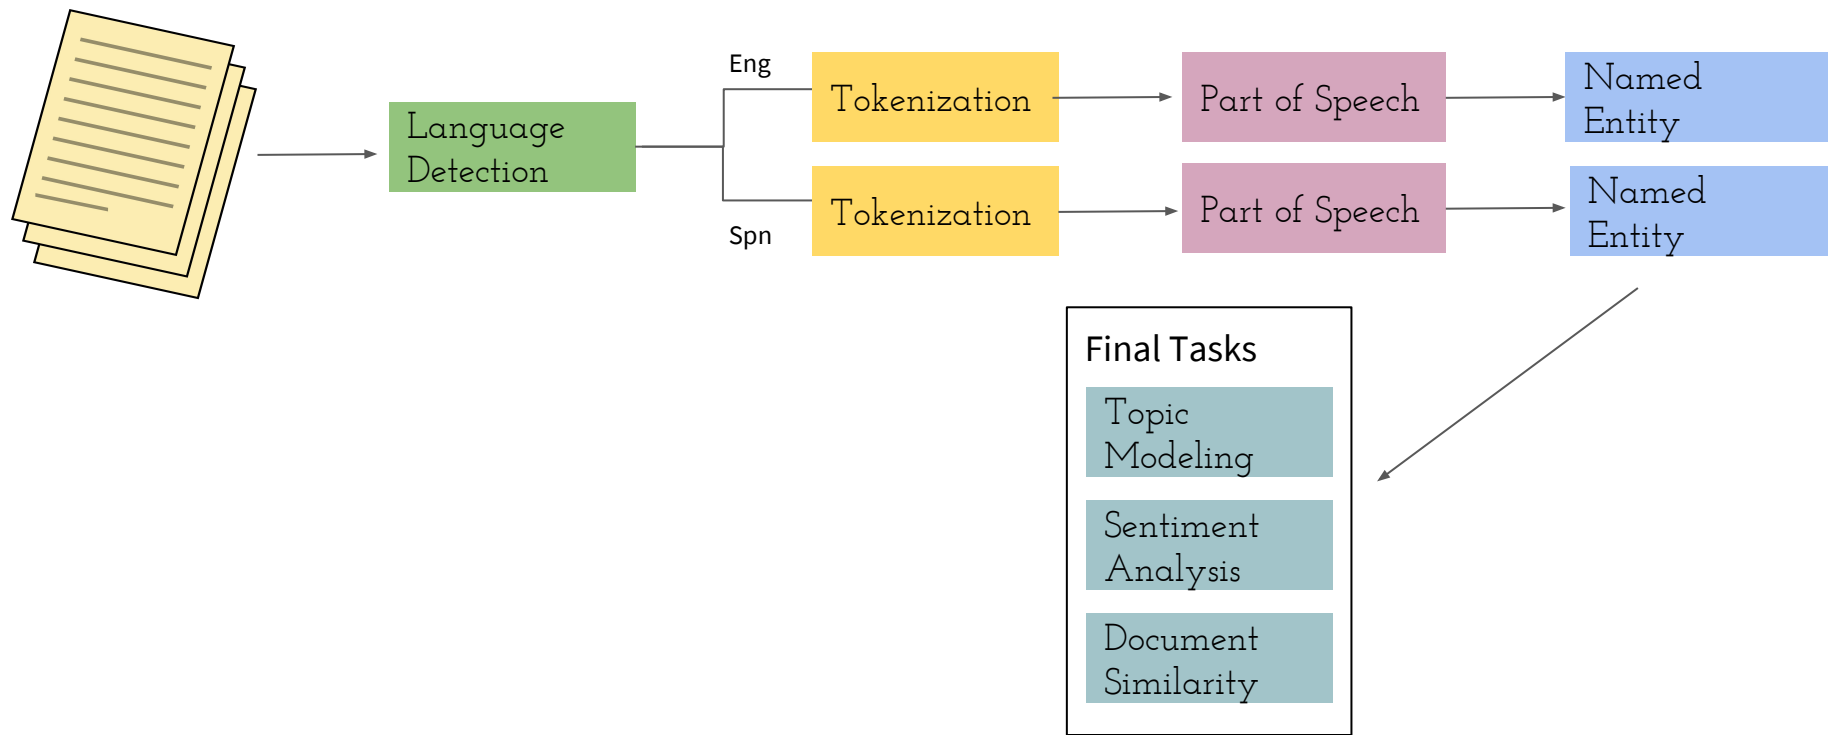 Language
Detection
Eng
Tokenization
Part of Speech
Named
Entity
Spn
Tokenization
Part of Speech
Named
Entity
Final Tasks
Topic
Modeling
Sentiment
Analysis
Document
Similarity